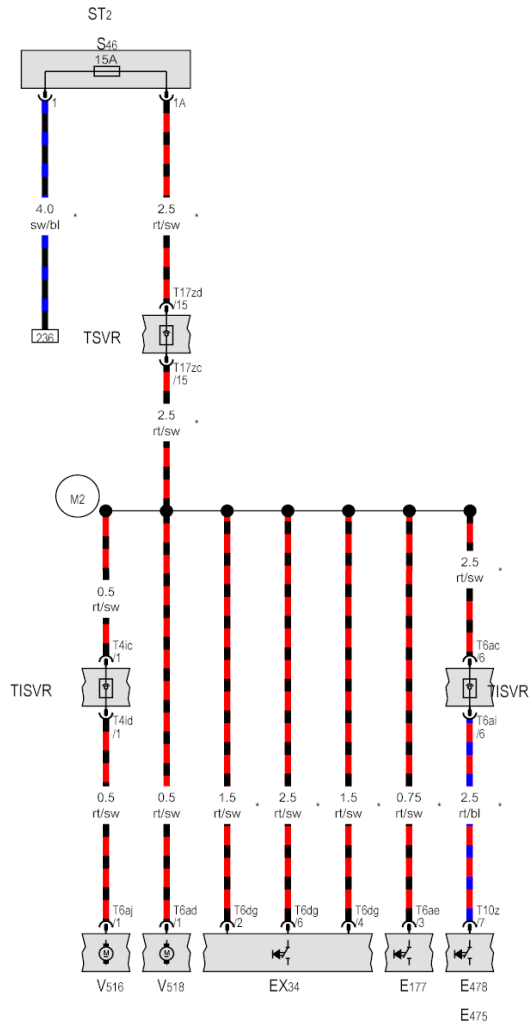 ST2
S46
15A
1
1A
4.0
sw/bl *
2.5
rt/sw *
236
T17zd
/15
TSVR
T17zc
/15
2.5
rt/sw *
M2
0.5
rt/sw
2.5
rt/sw *
T4ic
/1
T6ac
/6
TISVR
TISVR
T4id
/1
T6ai
/6
0.5
rt/sw
0.5
rt/sw
1.5
rt/sw *
2.5
rt/sw *
1.5
rt/sw *
0.75
rt/sw *
2.5
rt/bl *
T6aj
/1
T6ad
/1
T6dg
/2
T6dg
/6
T6dg
/4
T6ae
/3
T10z
/7
M
M
V516
V518
EX34
E177
E478
E475